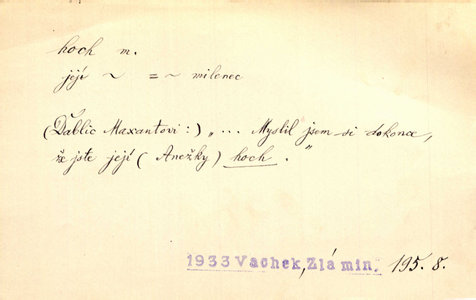 hoch m.
její ~ = ~ milenec
(Ďáblic Maxantovi:) „... Myslil jsem si dokonce,
že jste její (Anežky) hoch."
1933 Vachek, Zlá min. 195. 8.